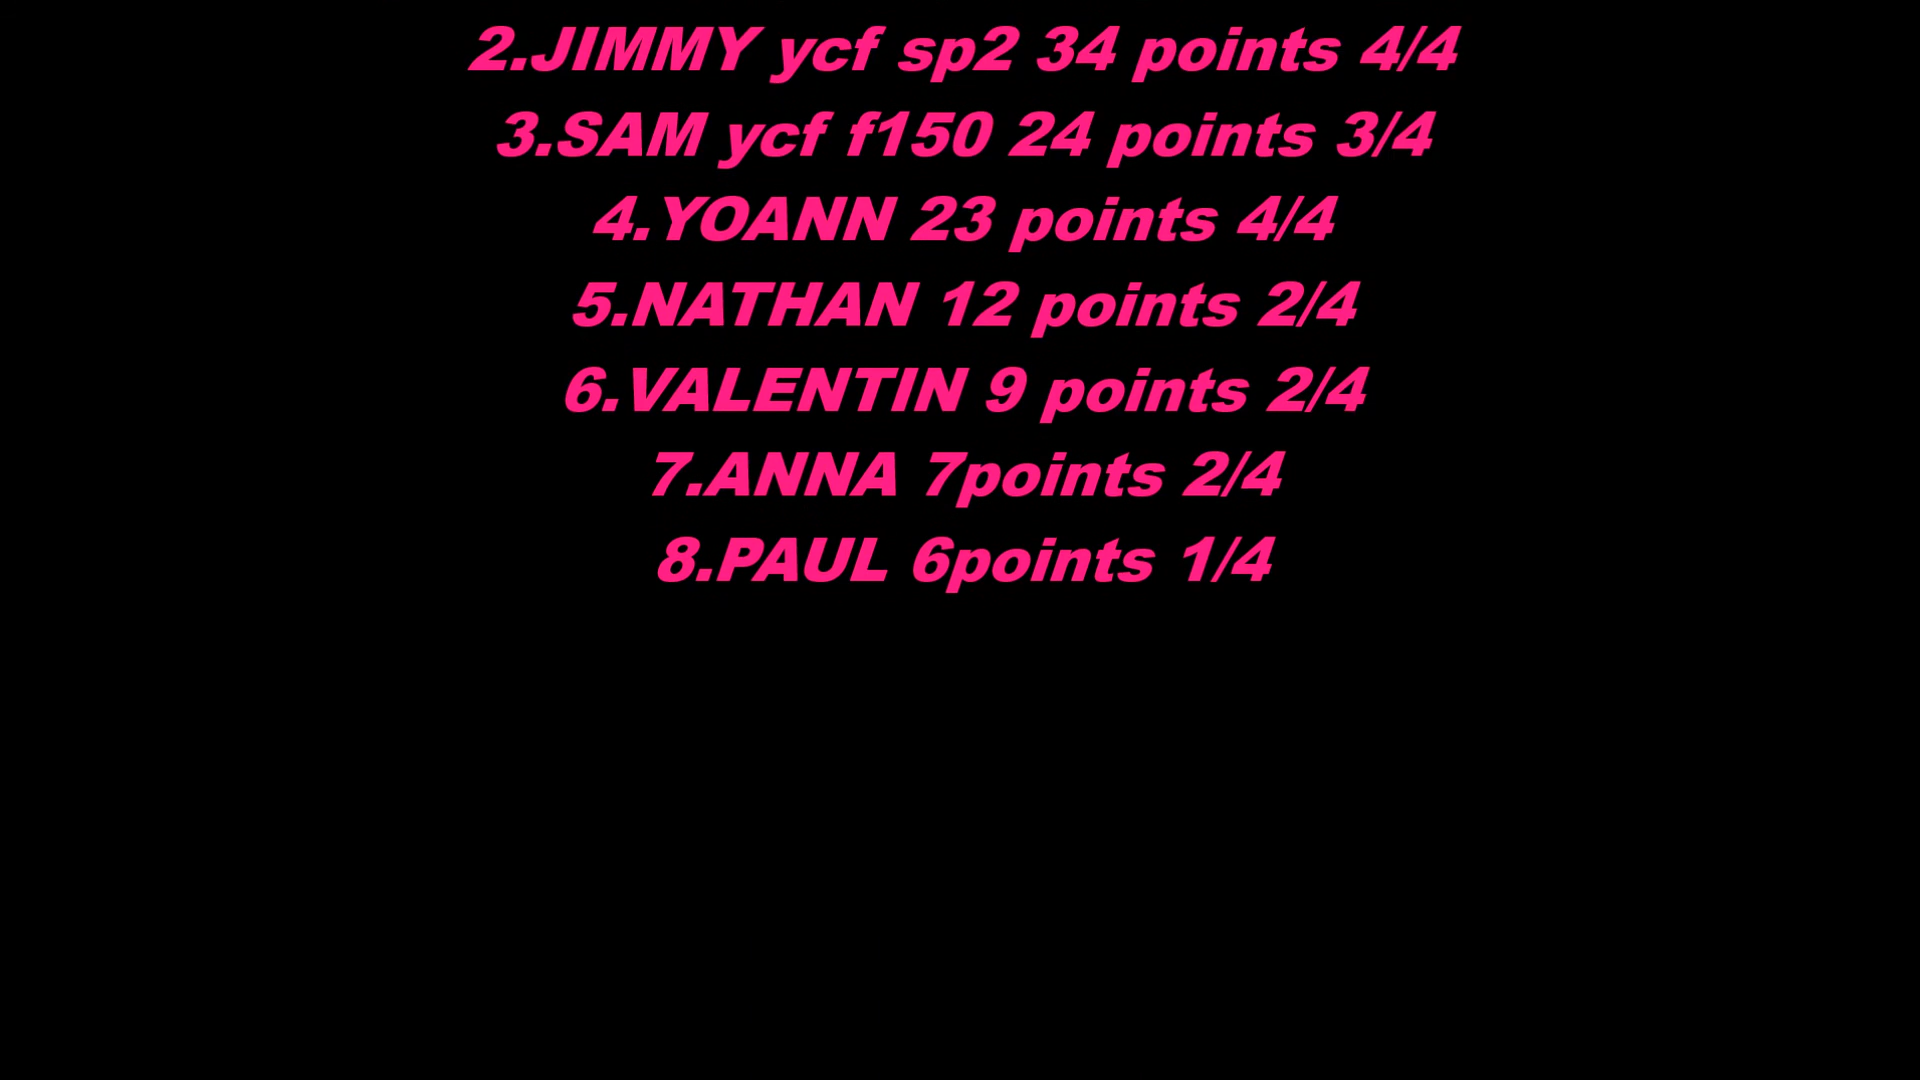 2.JIMMY ycf sp2 34 points 4/4
3.SAM ycf f150 24 points 3/4
4.YOANN 23 points 4/4
5.NATHAN 12 points 2/4
6.VALENTIN 9 points 2/4
7.ANNA 7points 2/4
8.PAUL 6points 1/4